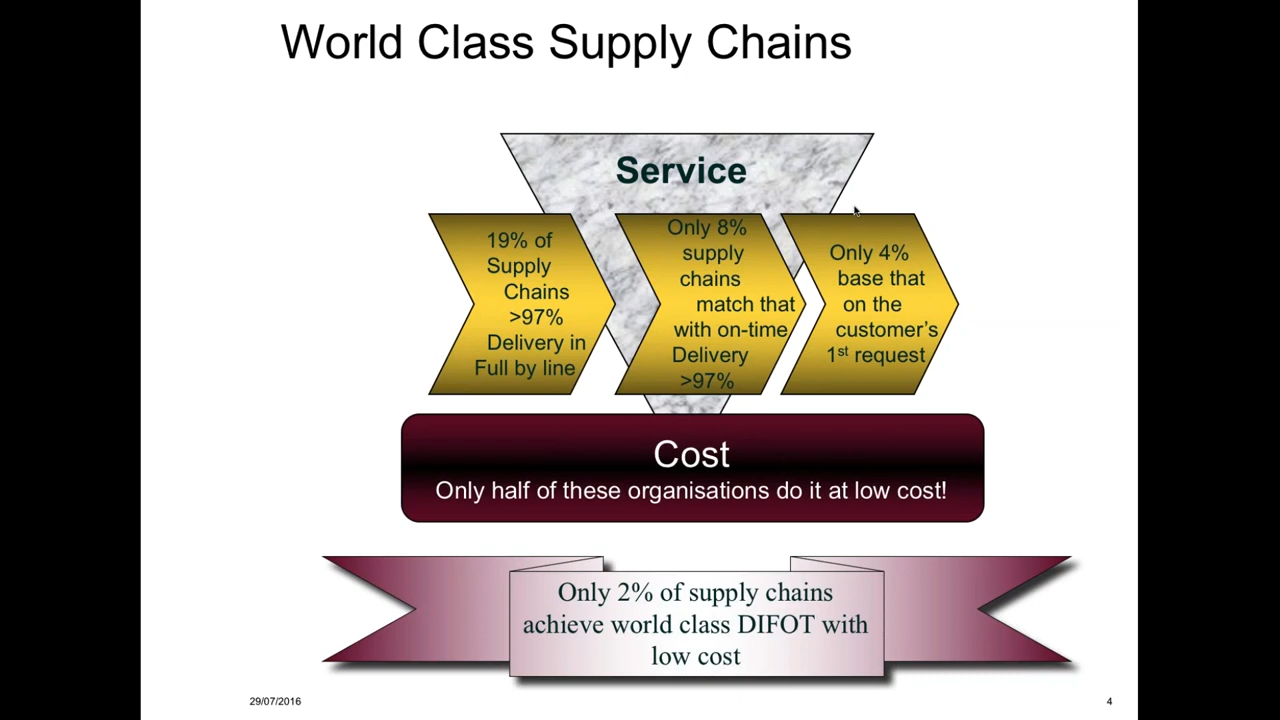 World Class Supply Chains
Service
19% of
Supply
Chains
>97%
Delivery in
Full by line
Only 8%
supply
chains
match that
with on-time
Delivery
>97%
Only 4%
base that
on the
customer’s
1st request
Cost
Only half of these organisations do it at low cost!
Only 2% of supply chains
achieve world class DIFOT with
low cost
29/07/2016
4